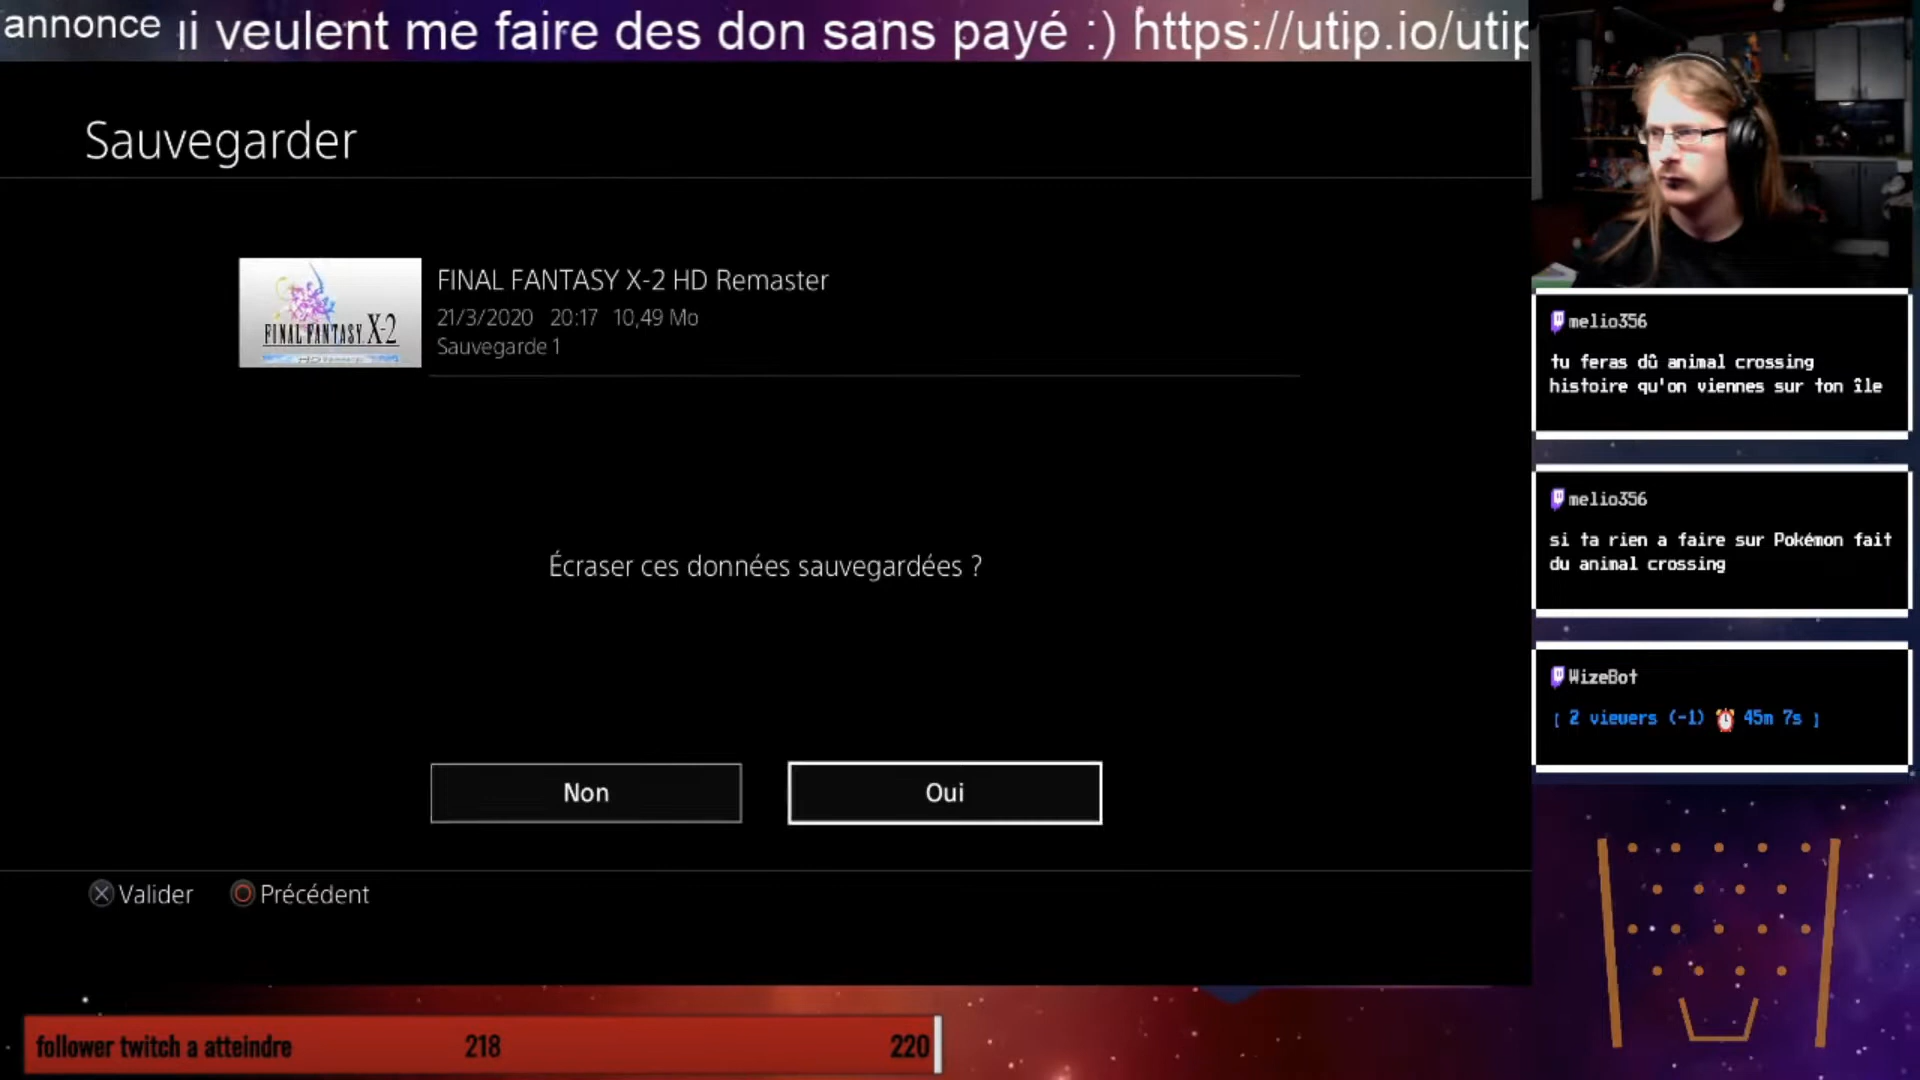 annonce ii veulent me faire des don sans payé :) https://utip.io/utip
Sauvegarder
FINAL FANTASY X-2
FINAL FANTASY X-2 HD Remaster
21/3/2020 20:17 10,49 Mo
Sauvegarde 1
Écraser ces données sauvegardées ?
Non
Oui
Valider
Précédent
melio356
tu feras dû animal crossing
histoire qu'on viennes sur ton île
melio356
si ta rien a faire sur Pokémon fait
du animal crossing
WizeBot
[ 2 viewers (-1) ⏰ 45m 7s ]
follower twitch a atteindre 218 220